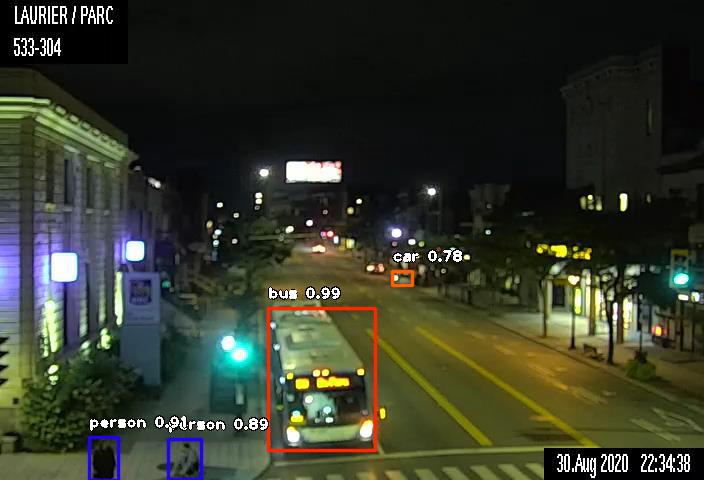 LAURIER / PARC
533-304
car 0.78
bus 0.99
person 0.91
person 0.89
30.Aug 2020 22:34:38